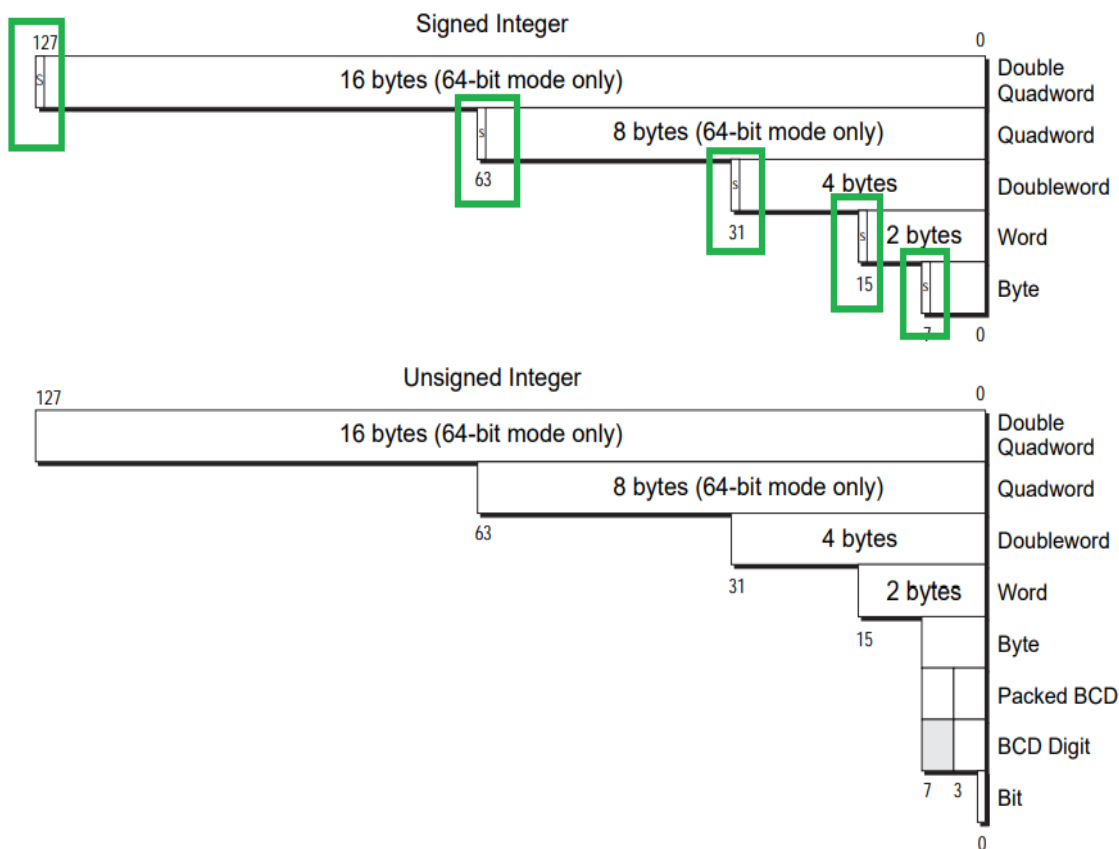 Signed Integer
127
0
s
16 bytes (64-bit mode only)
Double
Quadword
s
8 bytes (64-bit mode only)
Quadword
63
s
4 bytes
Doubleword
31
s
2 bytes
Word
15
s
Byte
7
0
Unsigned Integer
127
0
16 bytes (64-bit mode only)
Double
Quadword
8 bytes (64-bit mode only)
Quadword
63
4 bytes
Doubleword
31
2 bytes
Word
15
Byte
Packed BCD
BCD Digit
7
3
Bit
0